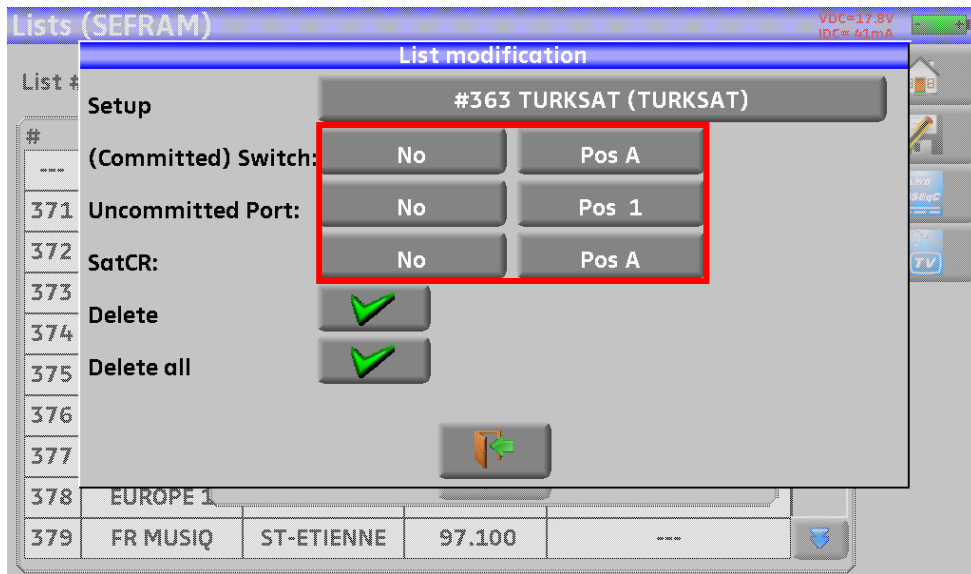 Lists (SEFRAM)
VDC=17.8V
IDC= 41mA
List modification
List #
Setup #363 TURKSAT (TURKSAT)
#
(Committed) Switch: No Pos A
---
371 Uncommitted Port: No Pos 1
372 SatCR: No Pos A
373
Delete
374
375 Delete all
376
377
378 EUROPE 1
379 FR MUSIQ ST-ETIENNE 97.100 ---
TV